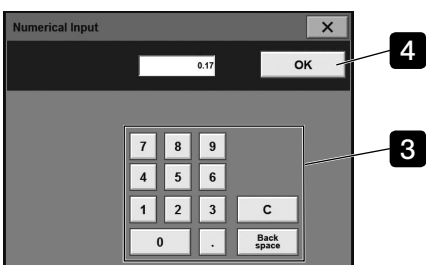 Numerical Input
0.17
OK
4
7 8 9
3
4 5 6
1 2 3 C
0 . Back
space